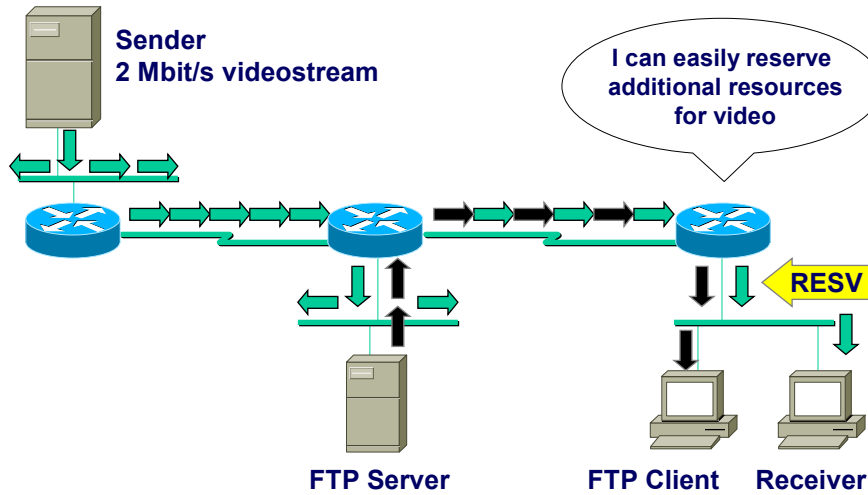 Sender
2 Mbit/s videostream
I can easily reserve
additional resources
for video
RESV
FTP Server
FTP Client
Receiver